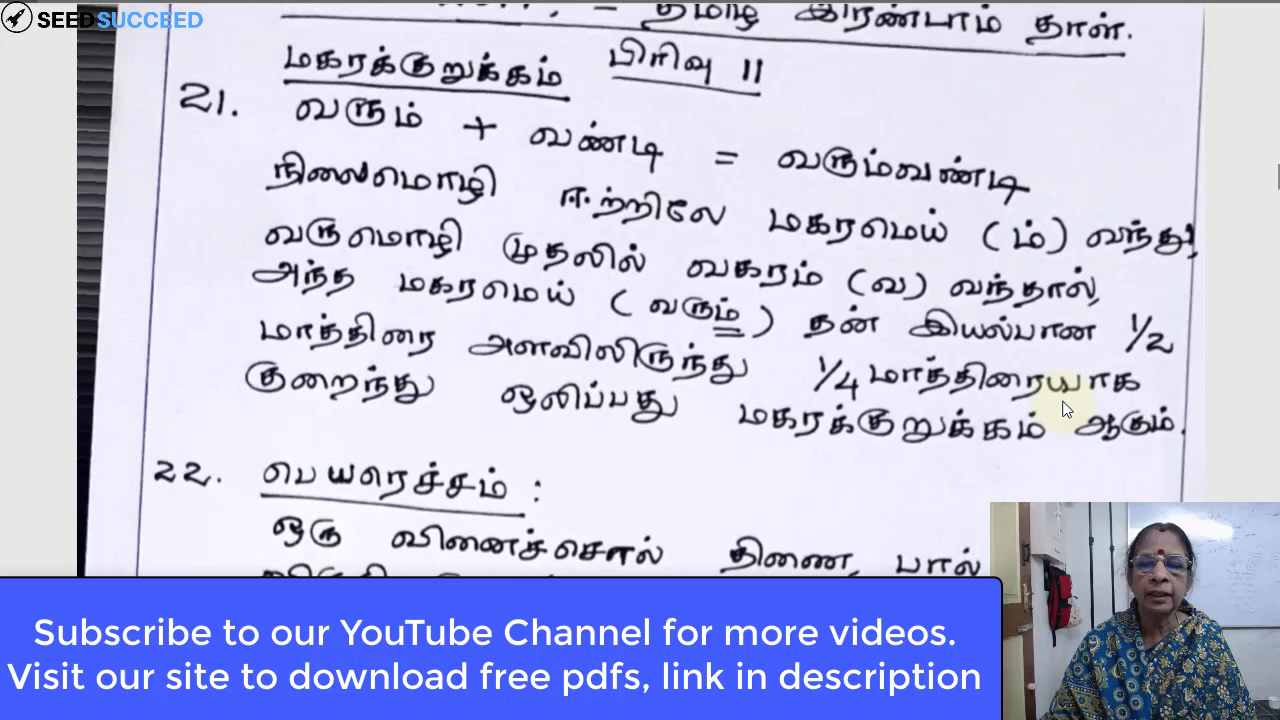 SEEDSUCCEED
தமிழ் இரண்டாம் தாள்.
மகரக்குறுக்கம் பிரிவு II
21. வரும் + வண்டி = வரும்வண்டி
நிலைமொழி ஈற்றிலே மகரமெய் (ம்) வந்து,
வருமொழி முதலில் வகரம் (வ) வந்தால்,
அந்த மகரமெய் (வரும்) தன் இயல்பான 1/2
மாத்திரை அளவிலிருந்து 1/4 மாத்திரையாக
குறைந்து ஒலிப்பது மகரக்குறுக்கம் ஆகும்.
22. பெயரெச்சம் :
ஒரு வினைச்சொல் திணை, பால்
Subscribe to our YouTube Channel for more videos.
Visit our site to download free pdfs, link in description